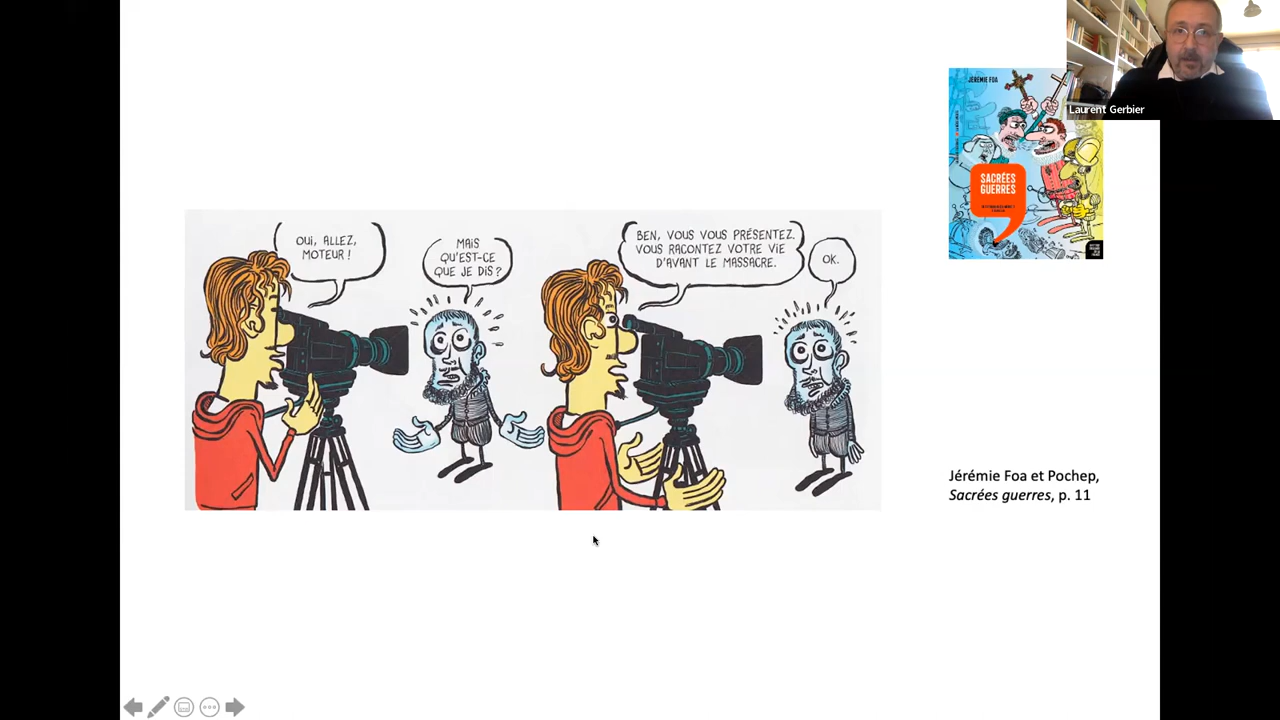 OUI, ALLEZ,
MOTEUR !
MAIS
QU'EST-CE
QUE JE DIS ?
BEN, VOUS VOUS PRÉSENTEZ.
VOUS RACONTEZ VOTRE VIE
D'AVANT LE MASSACRE.
OK.
Laurent Gerbier
JÉRÉMIE FOA
SACRÉES
GUERRES
Jérémie Foa et Pochep,
Sacrées guerres, p. 11